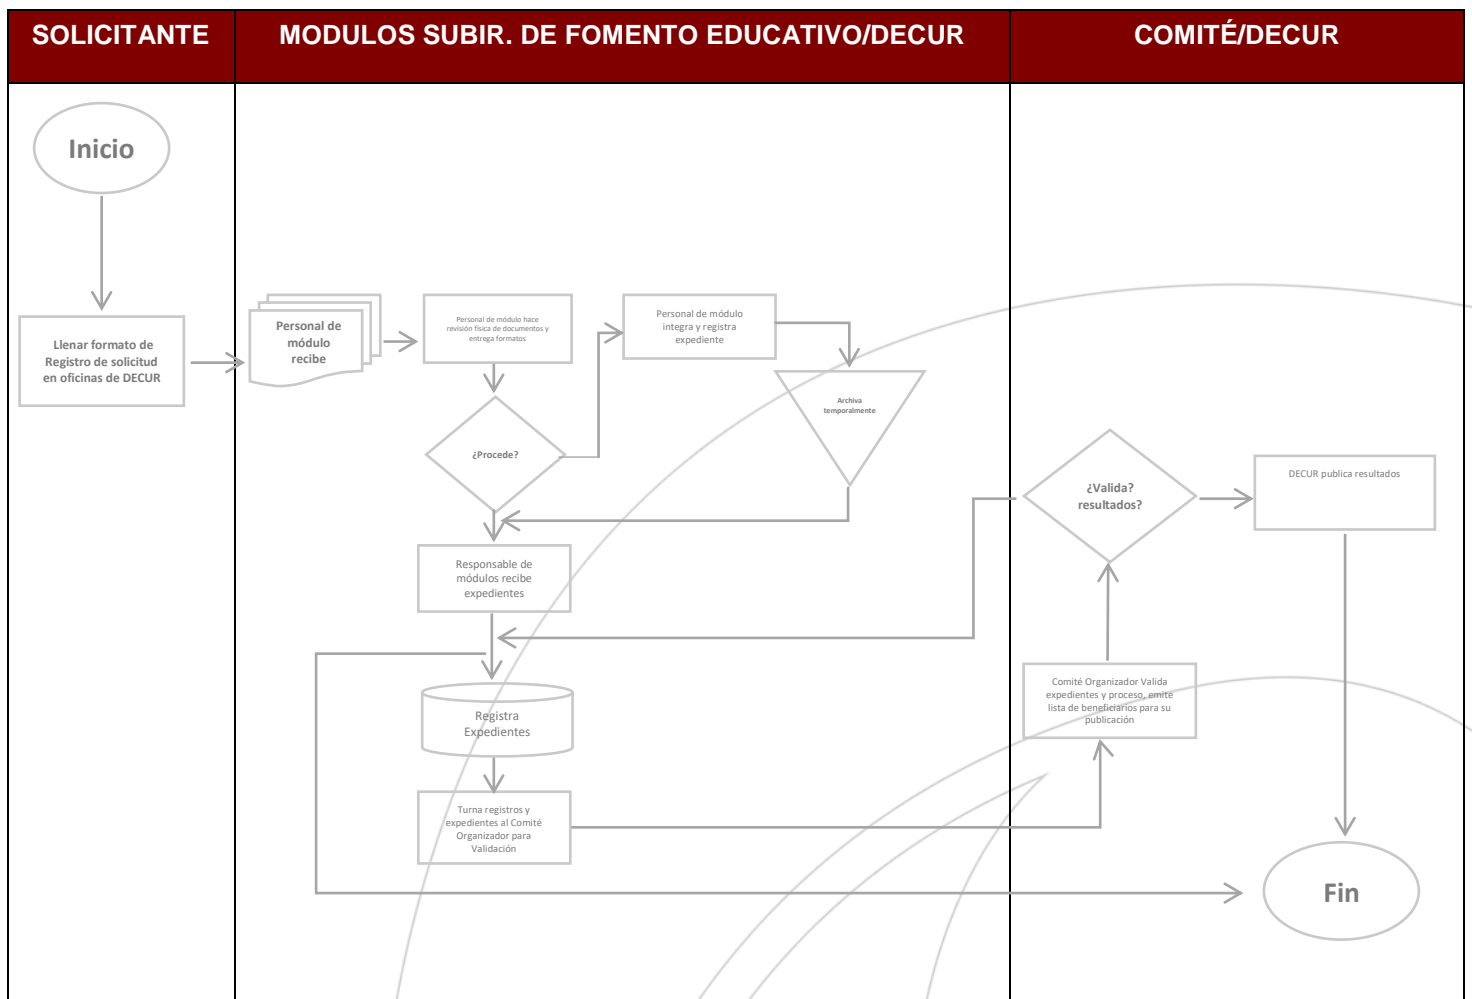 SOLICITANTE
MODULOS SUBIR. DE FOMENTO EDUCATIVO/DECUR
COMITÉ/DECUR
Inicio
Llenar formato de
Registro de solicitud
en oficinas de DECUR
Personal de
módulo
recibe
Personal de módulo hace
revisión física de documentos y
entrega formatos
Personal de módulo
integra y registra
expediente
Archiva
temporalmente
¿Procede?
Responsable de
módulos recibe
expedientes
Registra
Expedientes
Turna registros y
expedientes al Comité
Organizador para
Validación
Comité Organizador Valida
expedientes y proceso, emite
lista de beneficiarios para su
publicación
¿Valida?
resultados?
DECUR publica resultados
Fin